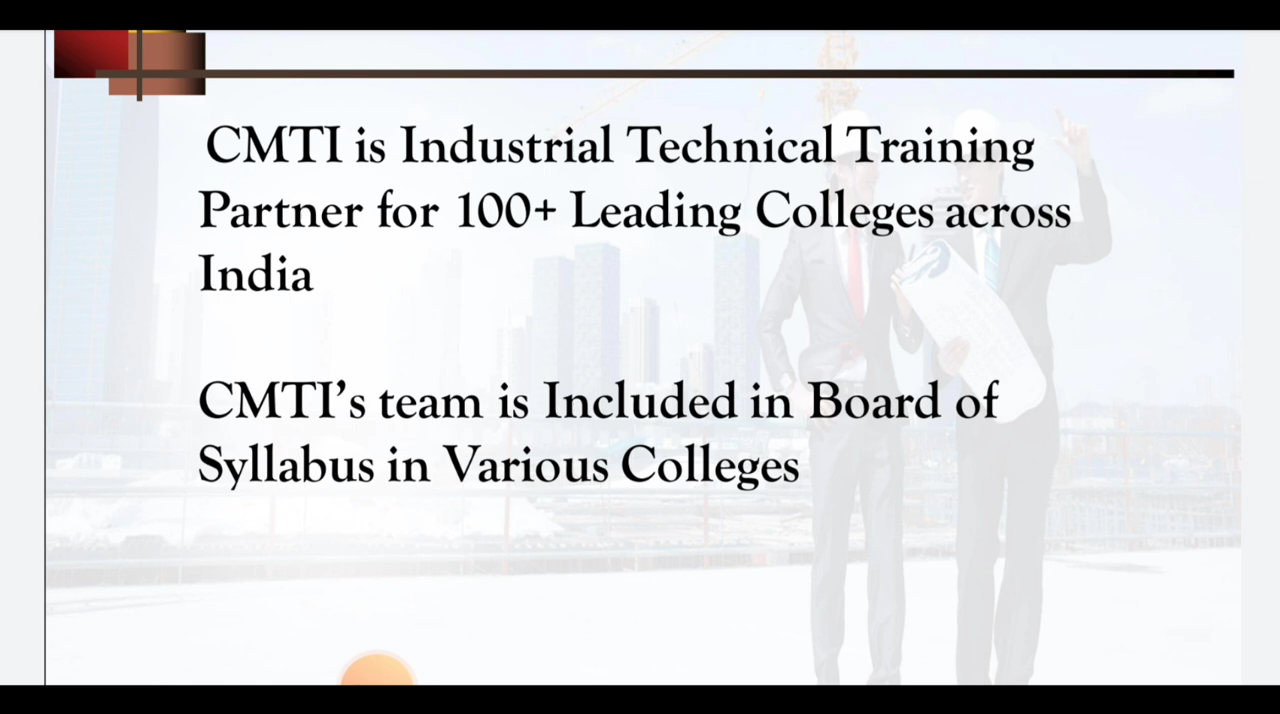 CMTI is Industrial Technical Training
Partner for 100+ Leading Colleges across
India
CMTI’s team is Included in Board of
Syllabus in Various Colleges